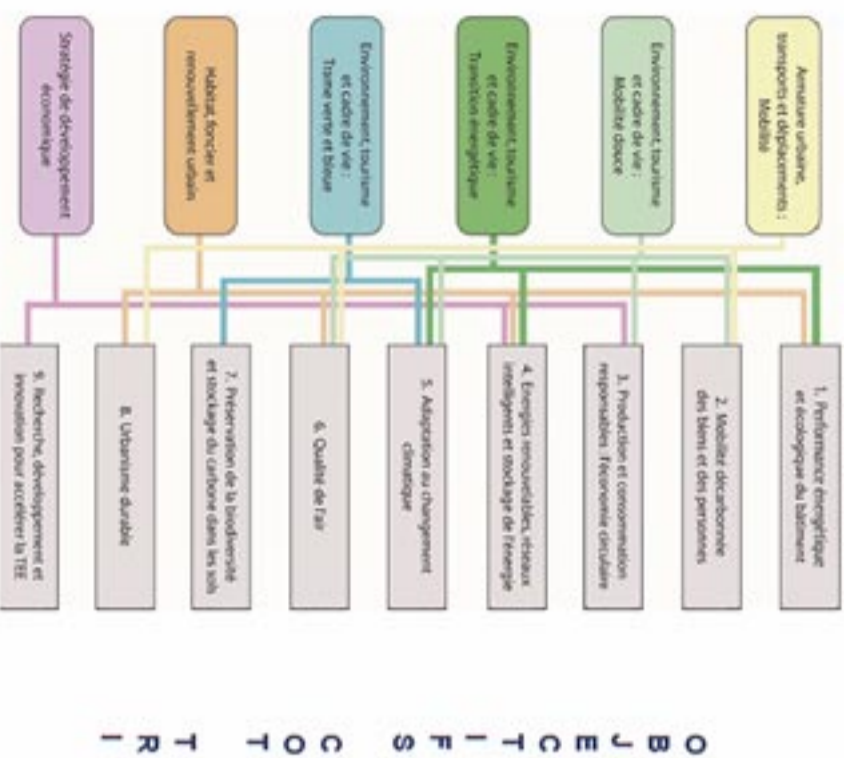 Armature urbaine,
transports et déplacements :
Mobilité
Environnement, tourisme
et cadre de vie :
Mobilité douce
Environnement, tourisme
et cadre de vie :
Transition énergétique
Environnement, tourisme
et cadre de vie :
Trame verte et bleue
Habitat, foncier et
renouvellement urbain
Stratégie de développement
économique
1. Performance énergétique
et écologique du bâtiment
2. Mobilité décarbonnée
des biens et des personnes
3. Production et consommation
responsables : l'économie circulaire
4. Energies renouvelables, réseaux
intelligents et stockage de l'énergie
5. Adaptation au changement
climatique
6. Qualité de l'air
7. Préservation de la biodiversité
et stockage du carbone dans les sols
8. Urbanisme durable
9. Recherche, développement et
innovation pour accélérer la TEE
OBJECTIFS COT TRI